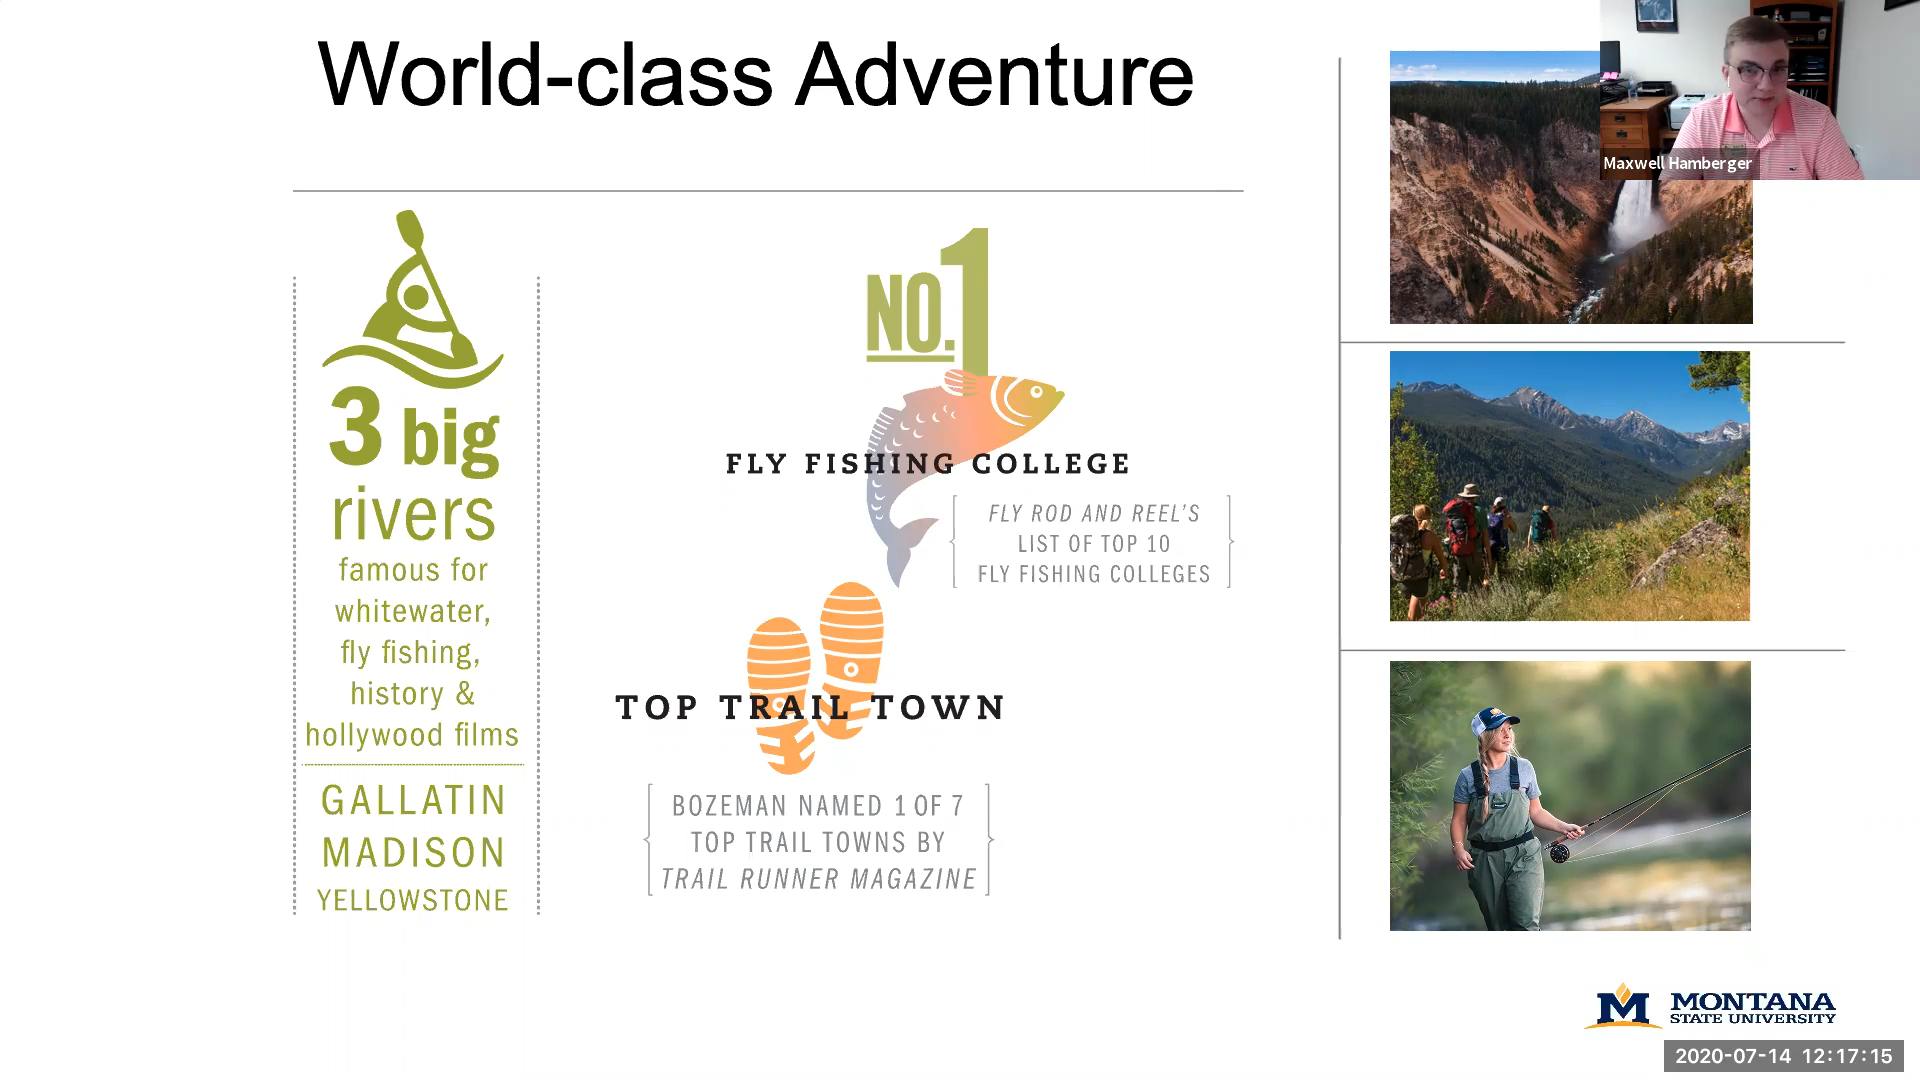 World-class Adventure
Maxwell Hamberger
3 big
rivers
famous for
whitewater,
fly fishing,
history &
hollywood films
GALLATIN
MADISON
YELLOWSTONE
NO.1
FLY FISHING COLLEGE
FLY ROD AND REEL'S
LIST OF TOP 10
FLY FISHING COLLEGES
TOP TRAIL TOWN
BOZEMAN NAMED 1 OF 7
TOP TRAIL TOWNS BY
TRAIL RUNNER MAGAZINE
M MONTANA
STATE UNIVERSITY
2020-07-14 12:17:15